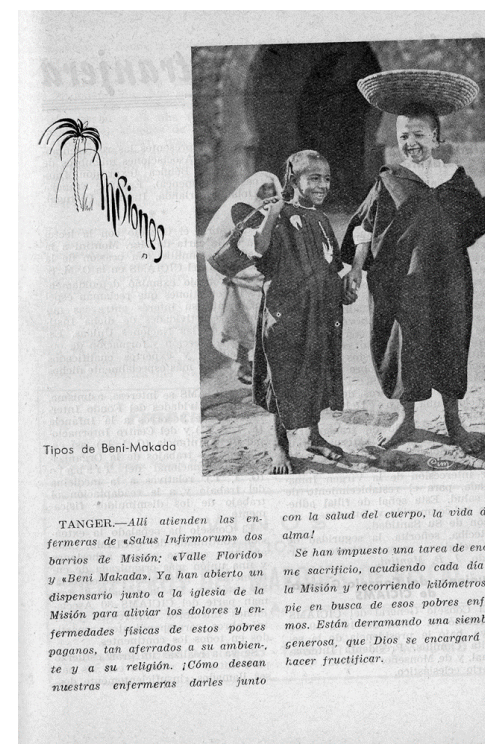 misiones
Tipos de Beni-Makada
TANGER.—Allí atienden las en-
fermeras de «Salus Infirmorum» dos
barrios de Misión: «Valle Florido»
y «Beni Makada». Ya han abierto un
dispensario junto a la iglesia de la
Misión para aliviar los dolores y en-
fermedades físicas de estos pobres
paganos, tan aferrados a su ambien-,
te y a su religión. ¡Cómo desean
nuestras enfermeras darles junto
con la salud del cuerpo, la vida d
alma!
Se han impuesto una tarea de eno
me sacrificio, acudiendo cada día
la Misión y recorriendo kilómetros
pie en busca de esos pobres enf
mos. Están derramando una siemb
generosa, que Dios se encargará
hacer fructificar.